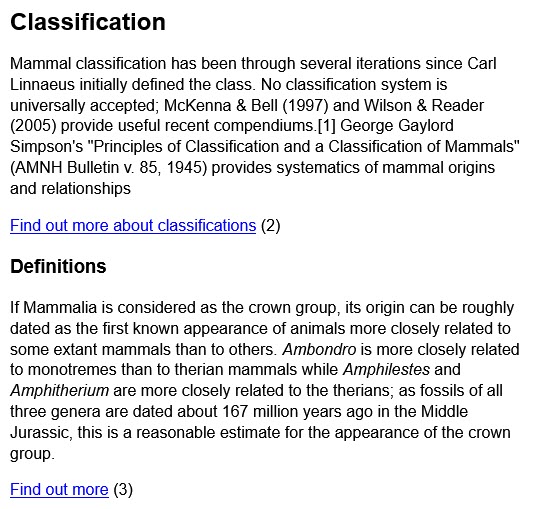 Classification
Mammal classification has been through several iterations since Carl
Linnaeus initially defined the class. No classification system is
universally accepted; McKenna & Bell (1997) and Wilson & Reader
(2005) provide useful recent compendiums.[1] George Gaylord
Simpson's "Principles of Classification and a Classification of Mammals"
(AMNH Bulletin v. 85, 1945) provides systematics of mammal origins
and relationships
Find out more about classifications (2)
Definitions
If Mammalia is considered as the crown group, its origin can be roughly
dated as the first known appearance of animals more closely related to
some extant mammals than to others. Ambondro is more closely related
to monotremes than to therian mammals while Amphilestes and
Amphitherium are more closely related to the therians; as fossils of all
three genera are dated about 167 million years ago in the Middle
Jurassic, this is a reasonable estimate for the appearance of the crown
group.
Find out more (3)